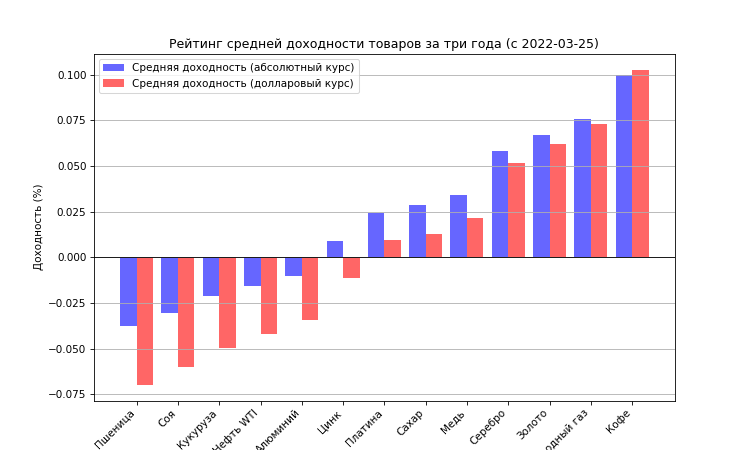 Рейтинг средней доходности товаров за три года (с 2022-03-25)
Средняя доходность (абсолютный курс)
Средняя доходность (долларовый курс)
Доходность (%)
0.100
0.075
0.050
0.025
0.000
−0.025
−0.050
−0.075
Пшеница
Соя
Кукуруза
Нефть WTI
Алюминий
Цинк
Платина
Сахар
Медь
Серебро
Золото
одный газ
Кофе